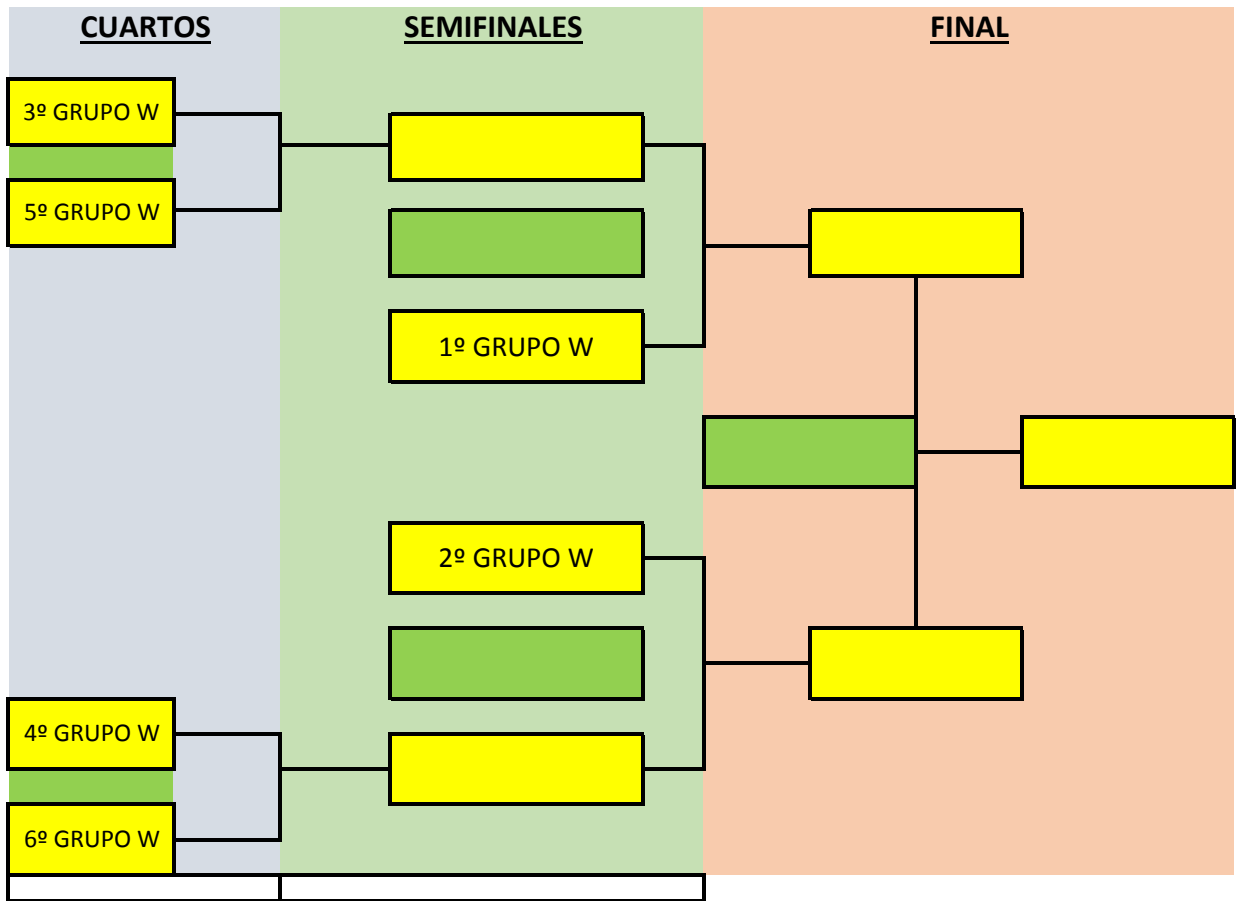 CUARTOS
SEMIFINALES
FINAL
3º GRUPO W
5º GRUPO W
1º GRUPO W
2º GRUPO W
4º GRUPO W
6º GRUPO W